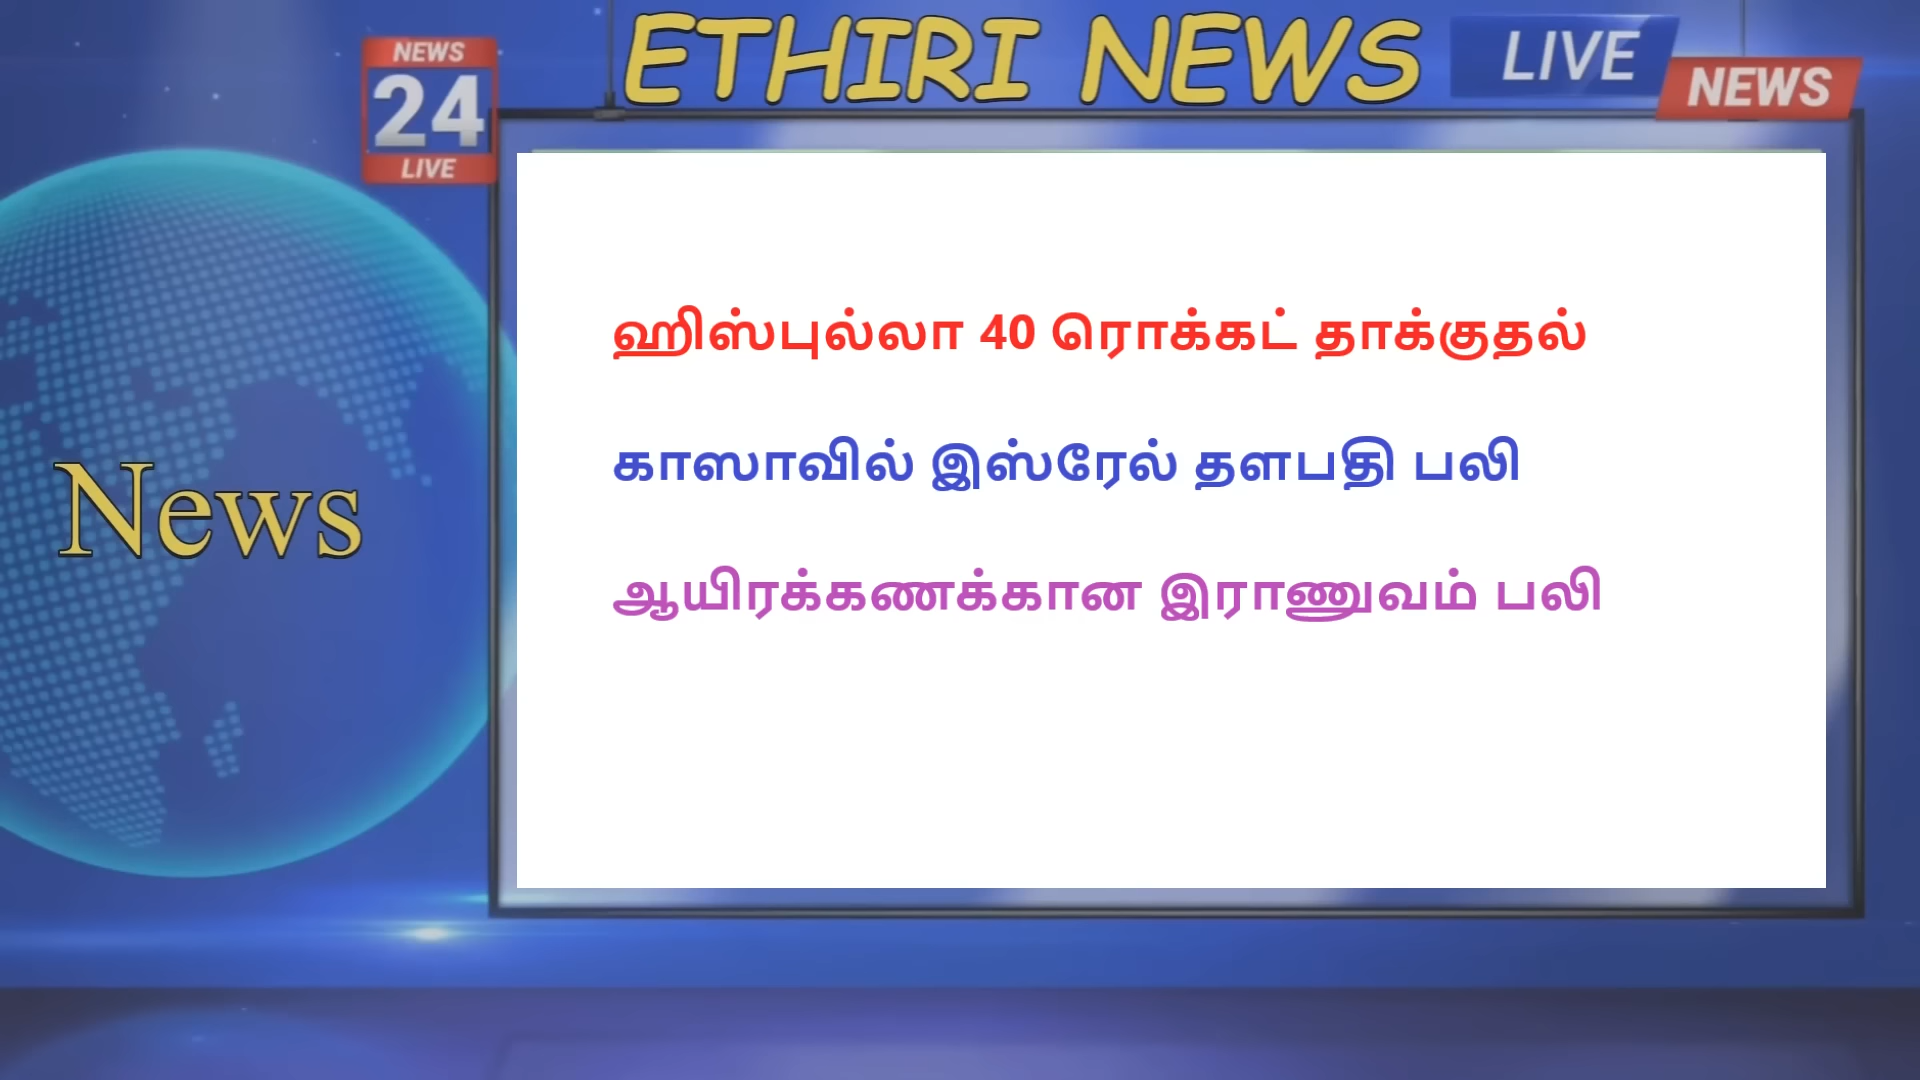 ETHIRI NEWS
LIVE
NEWS
NEWS
24
LIVE
ஹிஸ்புல்லா 40 ரொக்கட் தாக்குதல்
காஸாவில் இஸ்ரேல் தளபதி பலி
ஆயிரக்கணக்கான இராணுவம் பலி
News